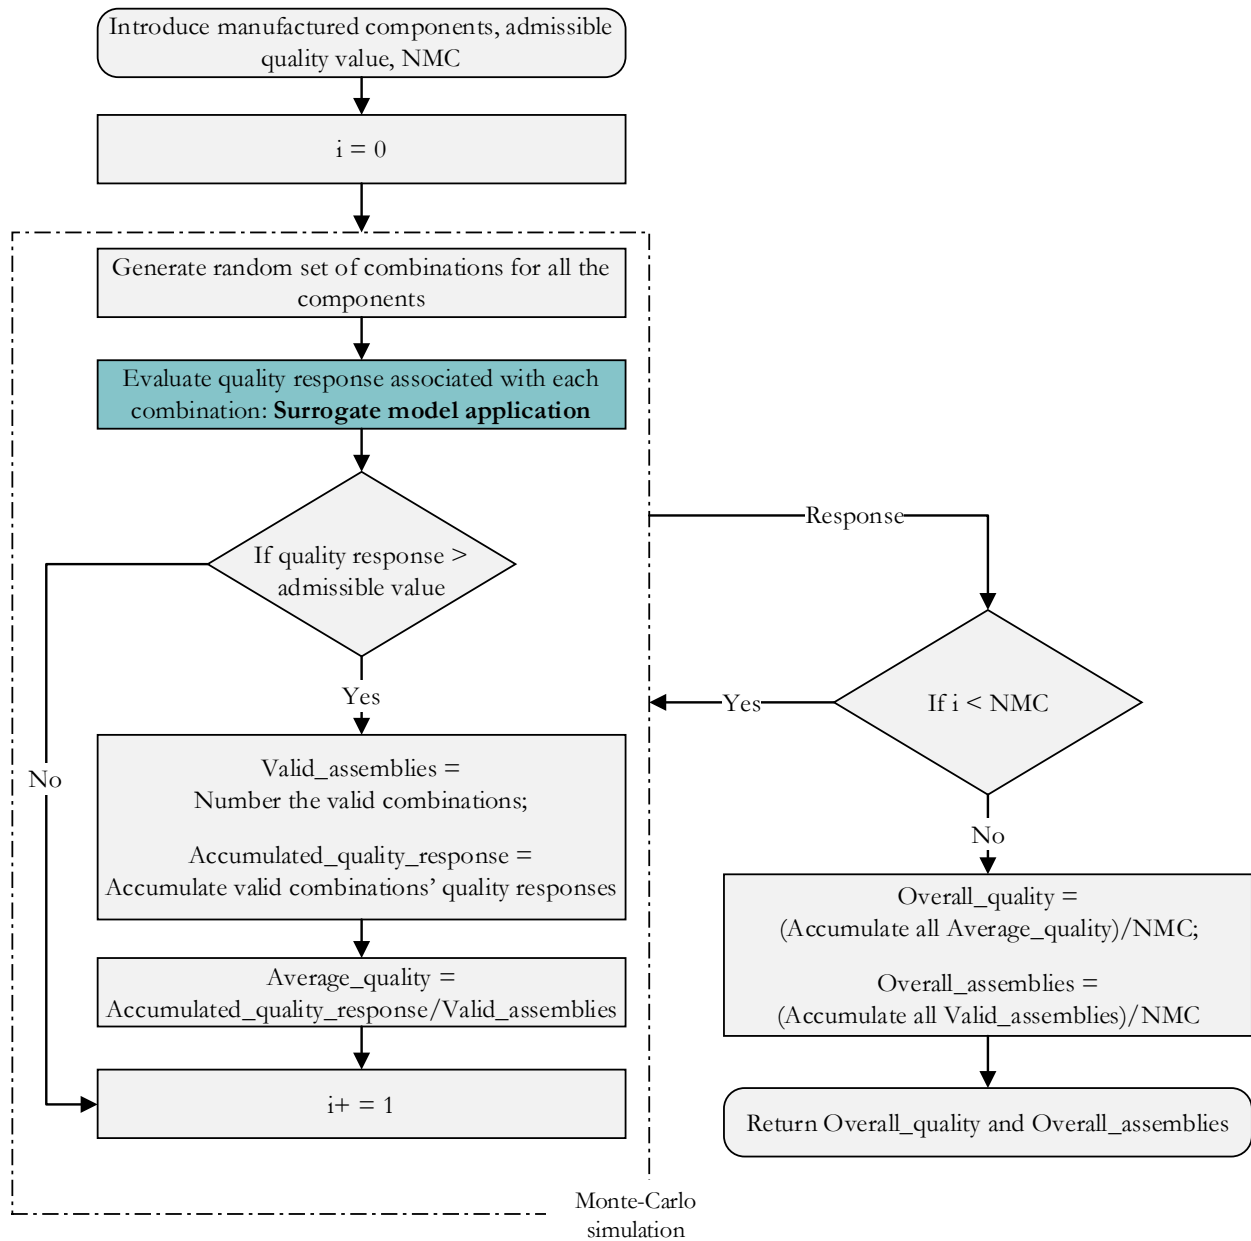 Introduce manufactured components, admissible
quality value, NMC
i = 0
Generate random set of combinations for all the
components
Evaluate quality response associated with each
combination: Surrogate model application
If quality response >
admissible value
Yes
No
Valid_assemblies =
Number the valid combinations;
Accumulated_quality_response =
Accumulate valid combinations’ quality responses
Average_quality =
Accumulated_quality_response/Valid_assemblies
i+ = 1
Monte-Carlo
simulation
Response
If i < NMC
Yes
No
Overall_quality =
(Accumulate all Average_quality)/NMC;
Overall_assemblies =
(Accumulate all Valid_assemblies)/NMC
Return Overall_quality and Overall_assemblies